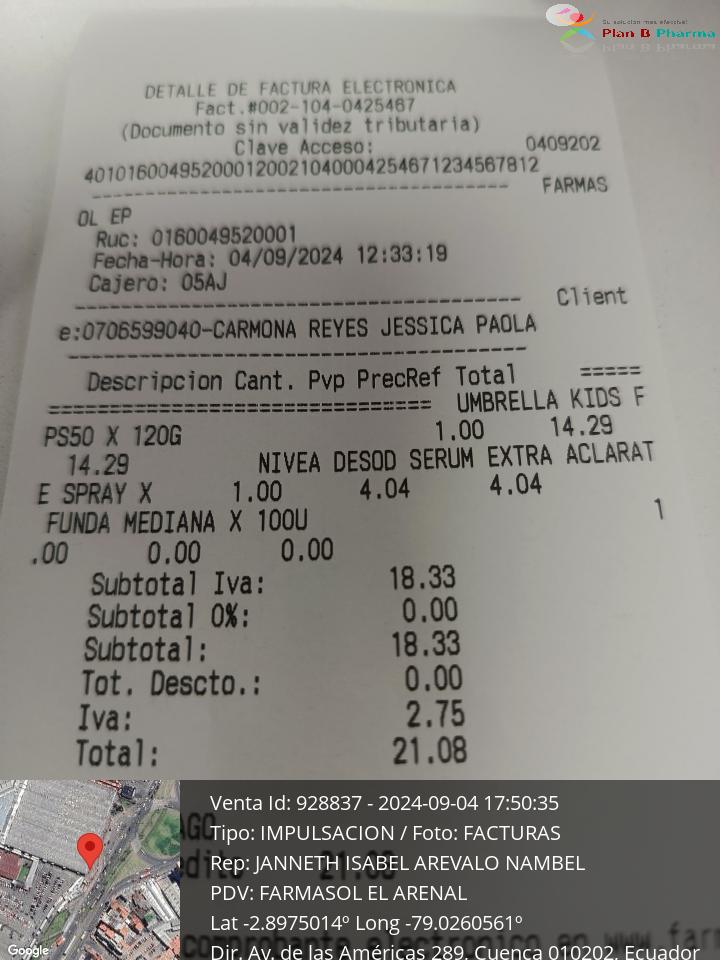 Su solución más efectiva!
Plan B Pharma
DETALLE DE FACTURA ELECTRONICA
Fact.#002-104-0425467
(Documento sin validez tributaria)
Clave Acceso: 0409202
401016004952000120021040004254671234567812
---------------------------------- FARMAS
OL EP
Ruc: 0160049520001
Fecha-Hora: 04/09/2024 12:33:19
Cajero: 05AJ
---------------------------------- Client
e:0706599040-CARMONA REYES JESSICA PAOLA
----------------------------------
Descripcion Cant. Pvp PrecRef Total =====
================================ UMBRELLA KIDS F
PS50 X 120G 1.00 14.29
14.29 NIVEA DESOD SERUM EXTRA ACLARAT
E SPRAY X 1.00 4.04 4.04
FUNDA MEDIANA X 100U 1
.00 0.00 0.00
Subtotal Iva: 18.33
Subtotal 0%: 0.00
Subtotal: 18.33
Tot. Descto.: 0.00
Iva: 2.75
Total: 21.08
Venta Id: 928837 - 2024-09-04 17:50:35
Tipo: IMPULSACION / Foto: FACTURAS
Rep: JANNETH ISABEL AREVALO NAMBEL
PDV: FARMASOL EL ARENAL
Lat -2.8975014º Long -79.0260561º
Dir. Av. de las Américas 289, Cuenca 010202, Ecuador
Google